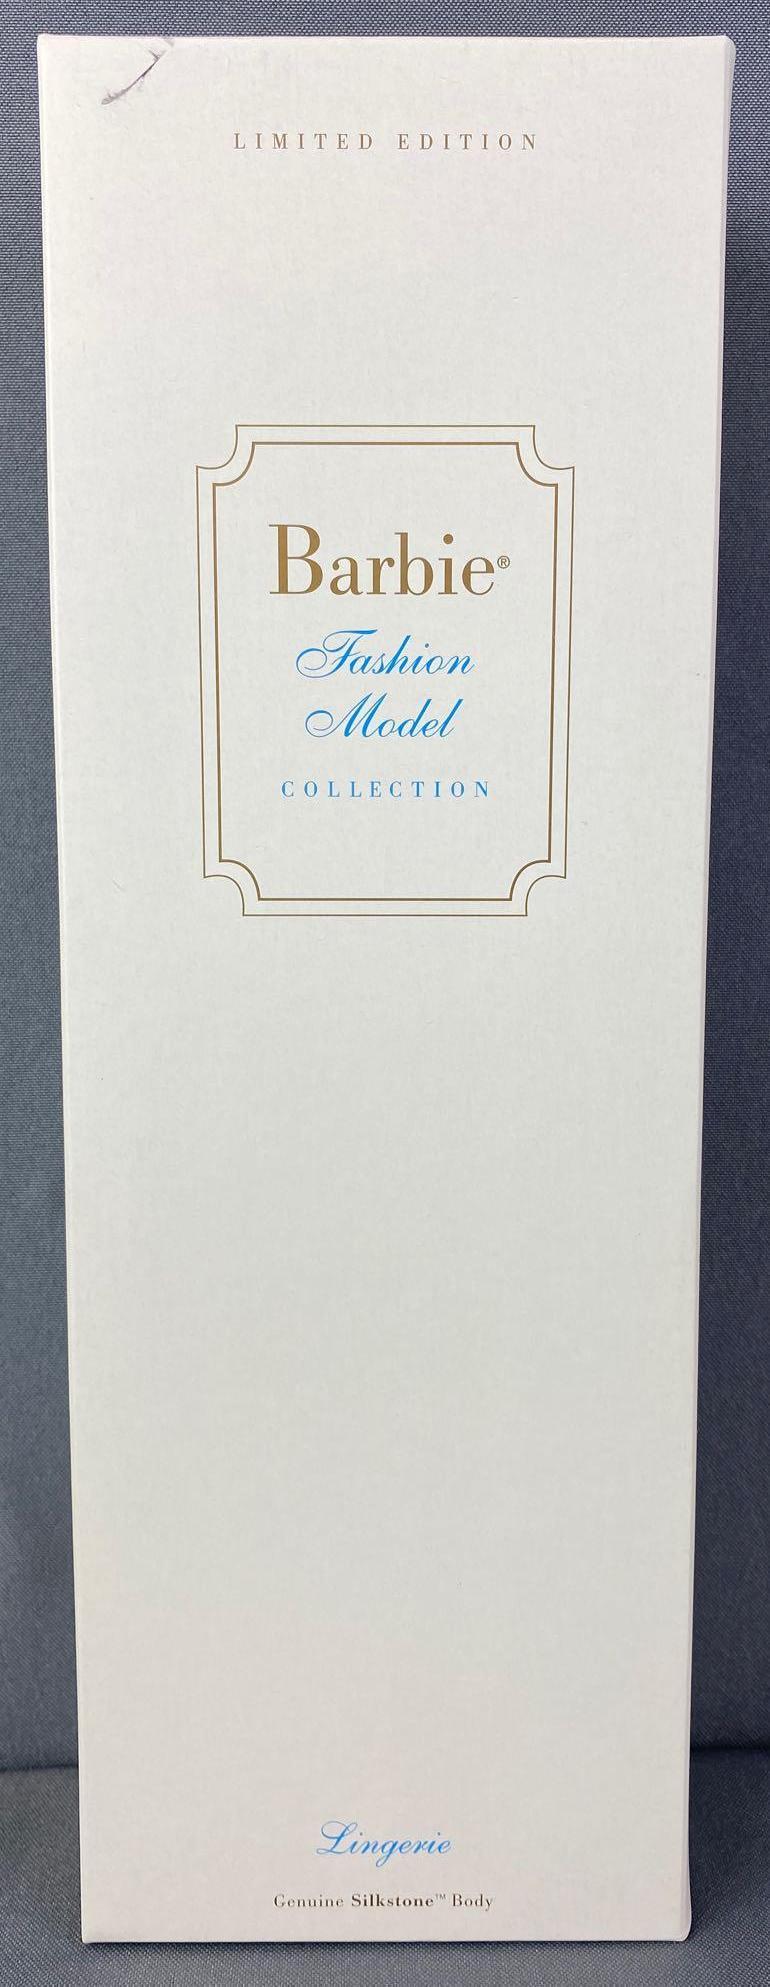 LIMITED EDITION
Barbie®
Fashion
Model
COLLECTION
Lingerie
Genuine Silkstone™ Body